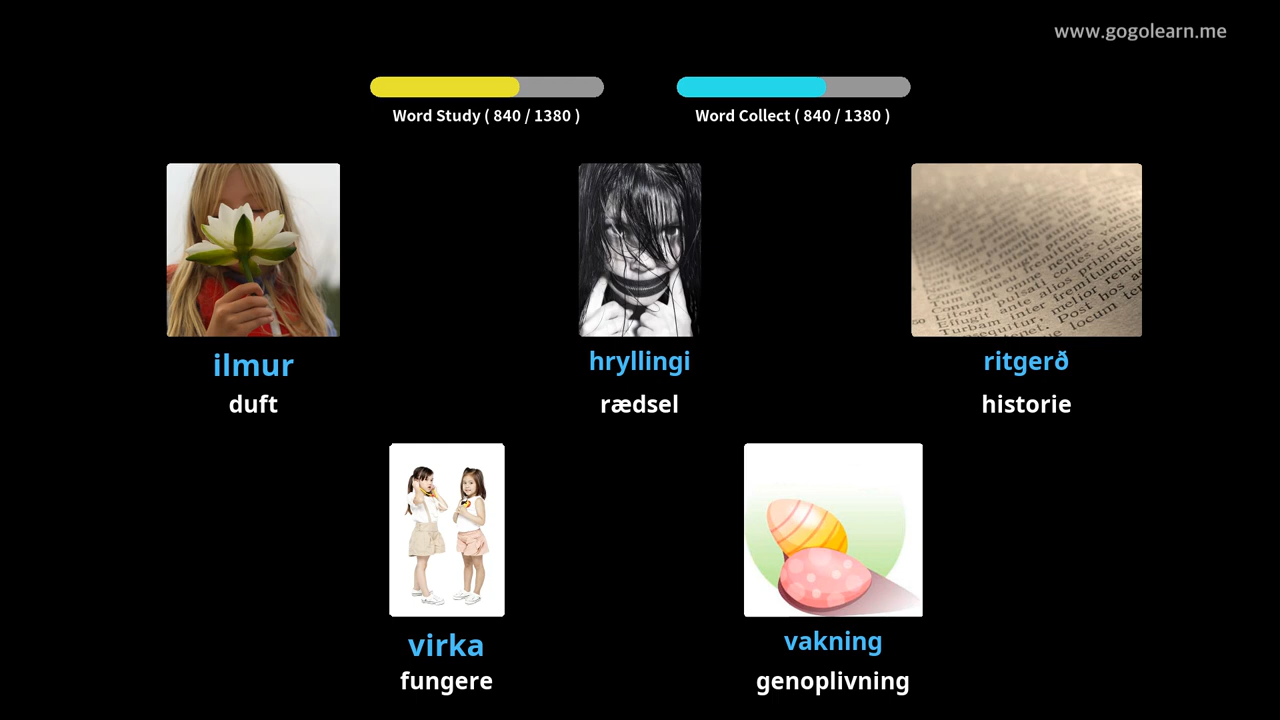 www.gogolearn.me
Word Study ( 840 / 1380 )
Word Collect ( 840 / 1380 )
ilmur
duft
hryllingi
rædsel
ritgerð
historie
virka
fungere
vakning
genoplivning